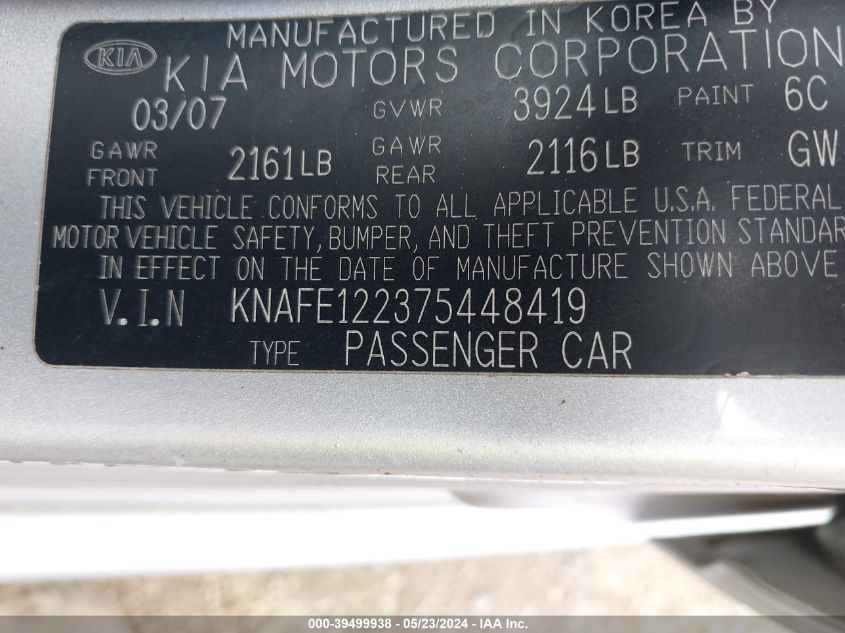 MANUFACTURED IN KOREA BY
KIA KIA MOTORS CORPORATION
03/07 GVWR 3924LB PAINT 6C
GAWR FRONT 2161LB GAWR REAR 2116LB TRIM GW
THIS VEHICLE CONFORMS TO ALL APPLICABLE U.S.A. FEDERAL
MOTOR VEHICLE SAFETY, BUMPER, AND THEFT PREVENTION STANDAR
IN EFFECT ON THE DATE OF MANUFACTURE SHOWN ABOVE
V.I.N KNAFE122375448419
TYPE PASSENGER CAR
000-39499938 - 05/23/2024 - IAA Inc.